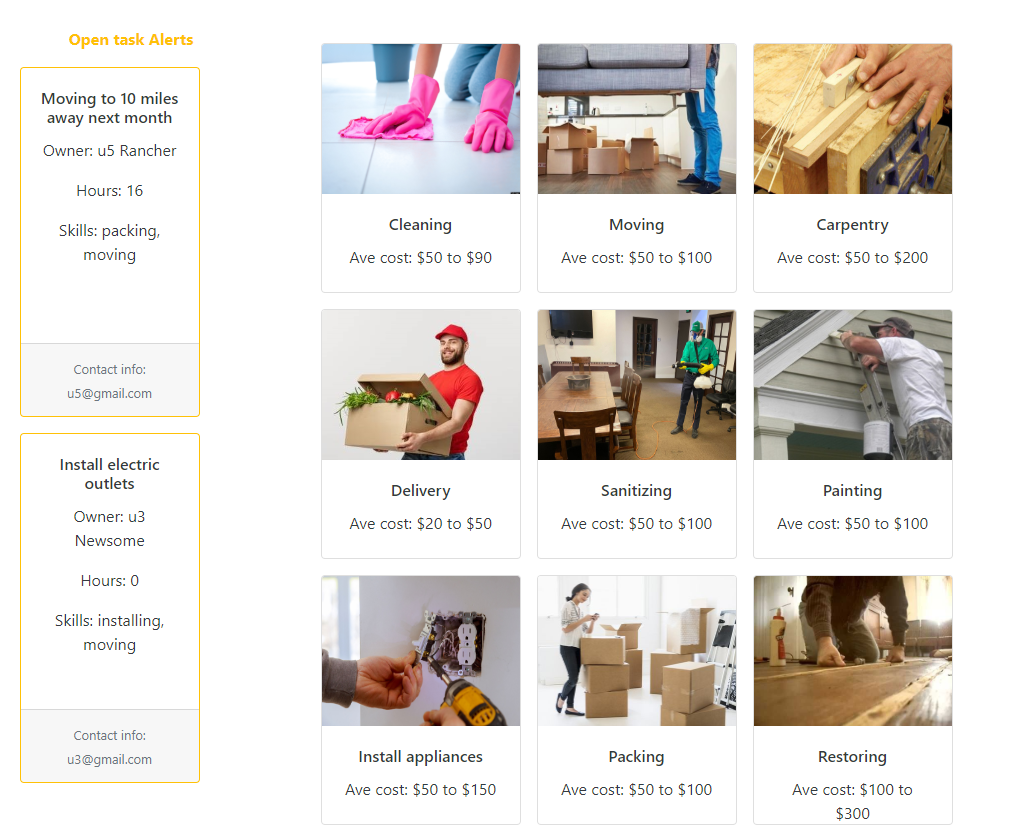 Open task Alerts
Moving to 10 miles
away next month
Owner: u5 Rancher
Hours: 16
Skills: packing,
moving
Contact info:
u5@gmail.com
Install electric
outlets
Owner: u3
Newsome
Hours: 0
Skills: installing,
moving
Contact info:
u3@gmail.com
Cleaning
Ave cost: $50 to $90
Moving
Ave cost: $50 to $100
Carpentry
Ave cost: $50 to $200
Delivery
Ave cost: $20 to $50
Sanitizing
Ave cost: $50 to $100
Painting
Ave cost: $50 to $100
Install appliances
Ave cost: $50 to $150
Packing
Ave cost: $50 to $100
Restoring
Ave cost: $100 to
$300